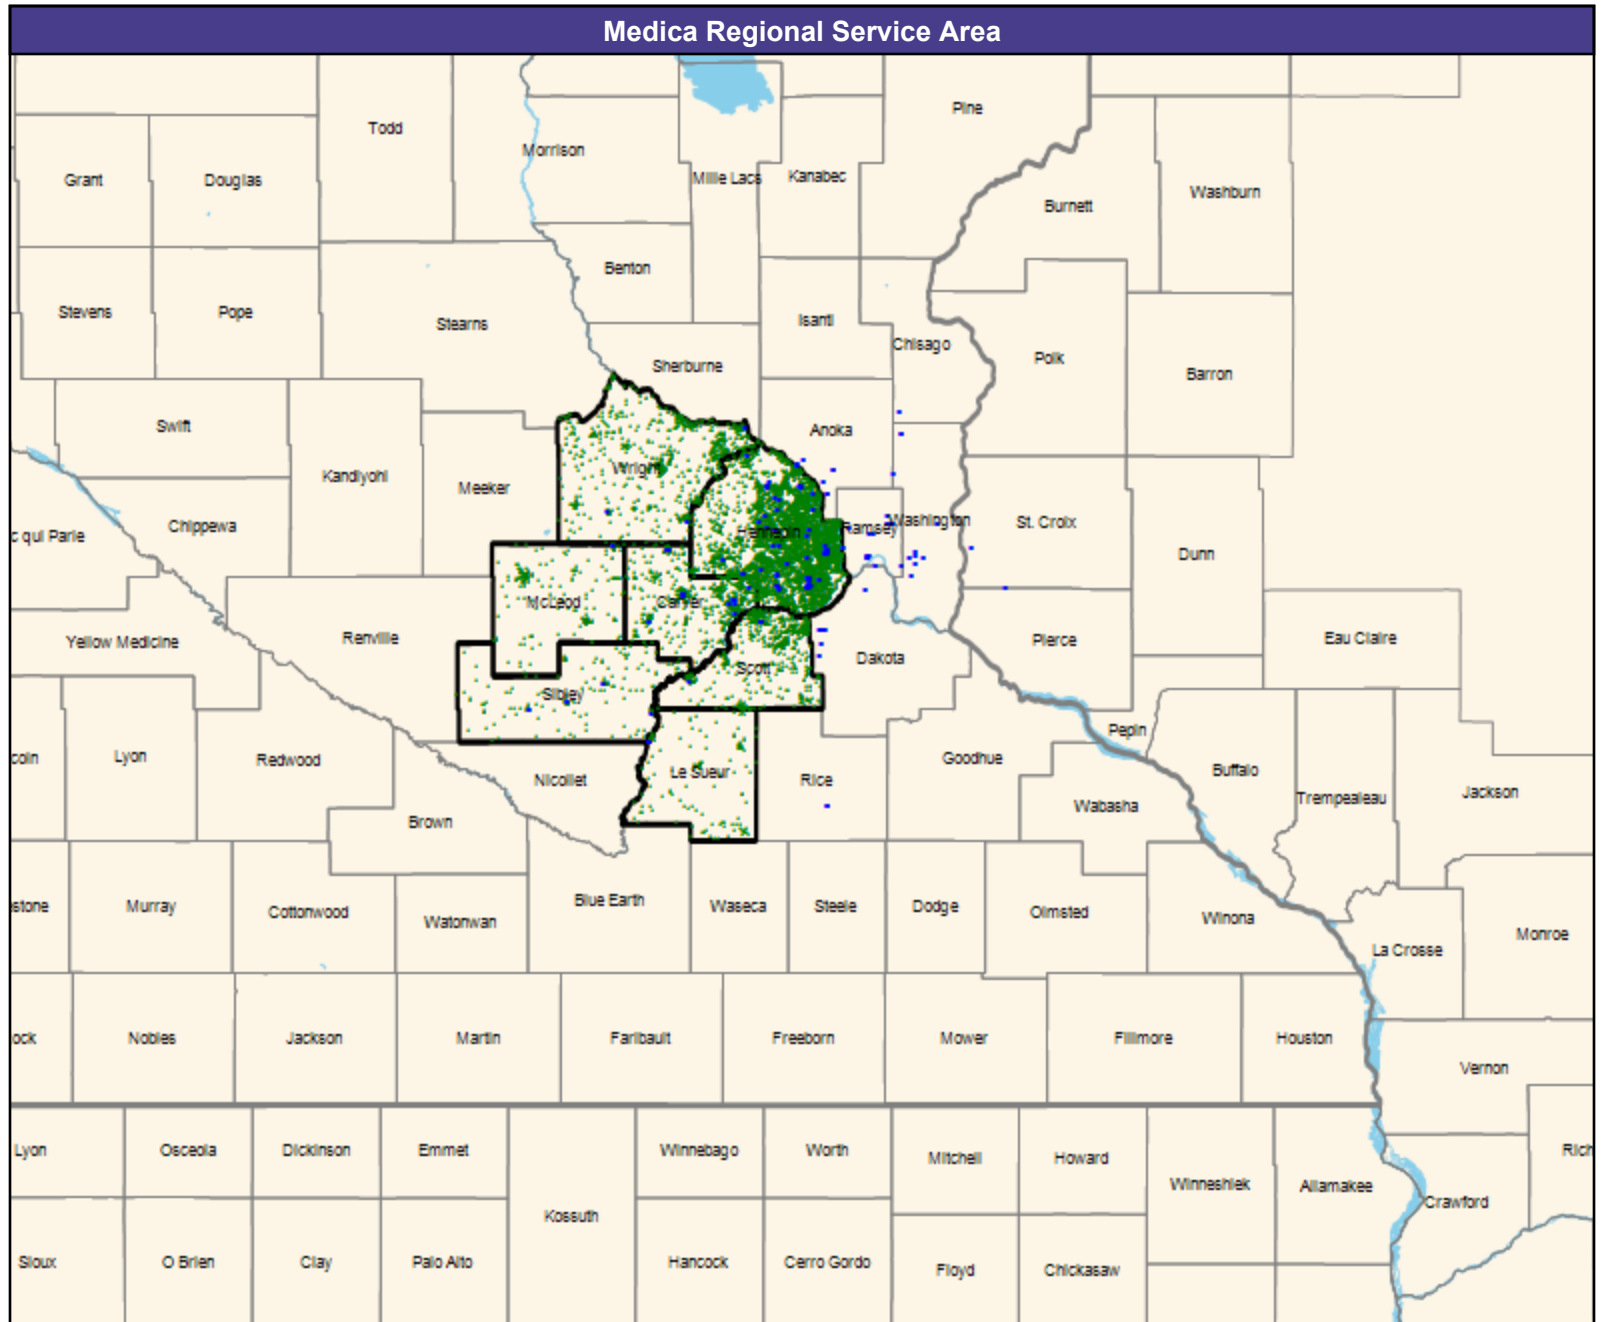 Medica Regional Service Area
Pine
Todd
Morrison
Mille Lacs
Kanabec
Grant
Douglas
Washburn
Burnett
Benton
Stevens
Pope
Stearns
Isanti
Chisago
Sherburne
Polk
Barron
Swift
Anoka
Wright
Kandiyohi
Meeker
Chippewa
c qui Parle
Hennepin
Ramsey
Washington
St. Croix
Dunn
McLeod
Carver
Yellow Medicine
Renville
Pierce
Eau Claire
Scott
Dakota
Sibley
Pepin
coln
Lyon
Redwood
Nicollet
Le Sueur
Rice
Goodhue
Buffalo
Wabasha
Trempealeau
Jackson
Brown
stone
Murray
Cottonwood
Watonwan
Blue Earth
Waseca
Steele
Dodge
Olmsted
Winona
La Crosse
Monroe
ock
Nobles
Jackson
Martin
Faribault
Freeborn
Mower
Fillmore
Houston
Vernon
Lyon
Osceola
Dickinson
Emmet
Winnebago
Worth
Mitchell
Howard
Rich
Winneshiek
Allamakee
Crawford
Kossuth
Sioux
O Brien
Clay
Palo Alto
Hancock
Cerro Gordo
Floyd
Chickasaw